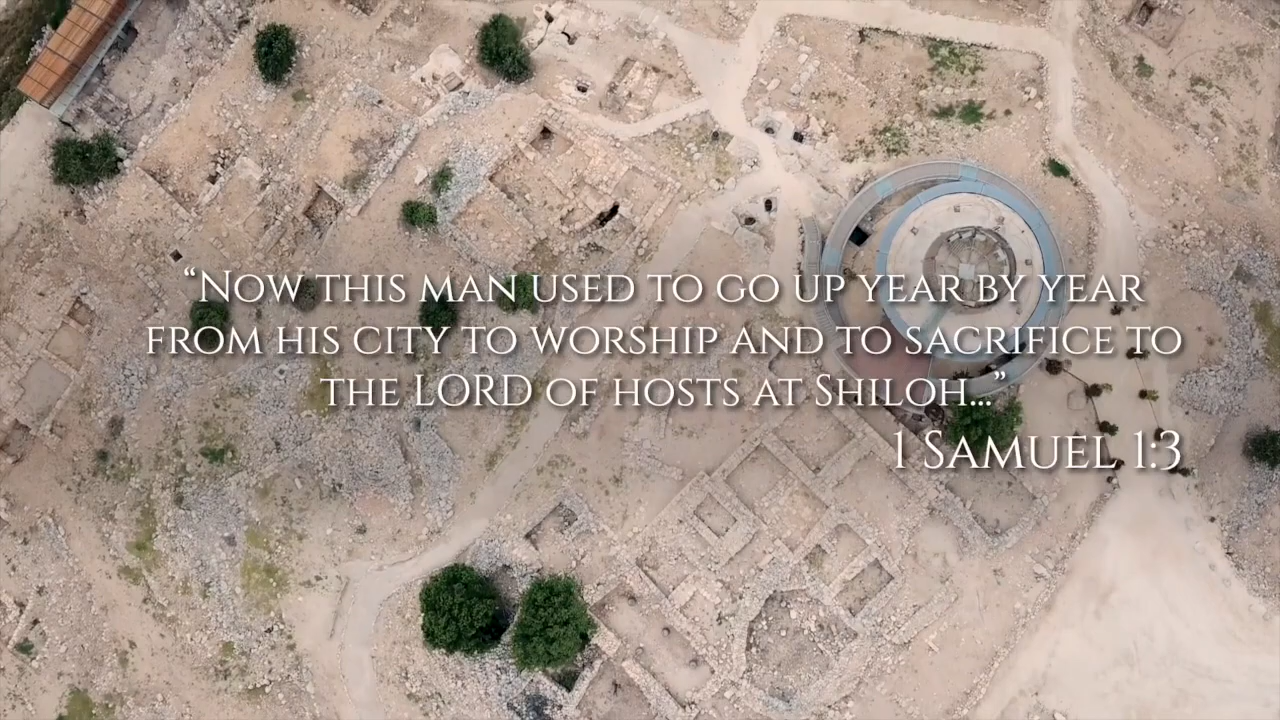 “Now this man used to go up year by year
from his city to worship and to sacrifice to
the LORD of hosts at Shiloh...”
1 Samuel 1:3